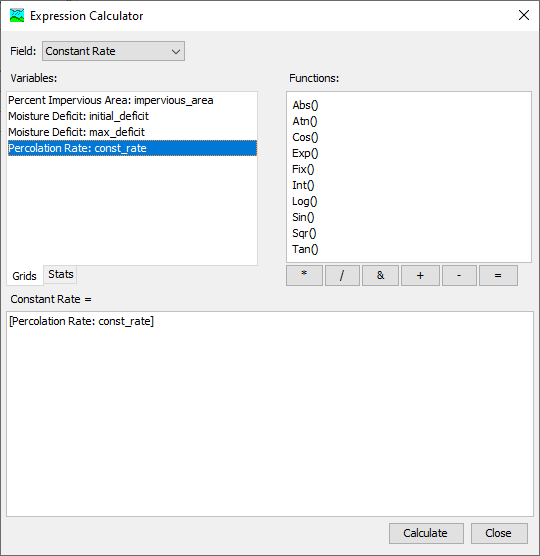 Expression Calculator
Field: Constant Rate
Variables:
Percent Impervious Area: impervious_area
Moisture Deficit: initial_deficit
Moisture Deficit: max_deficit
Percolation Rate: const_rate
Grids Stats
Functions:
Abs()
Atn()
Cos()
Exp()
Fix()
Int()
Log()
Sin()
Sqr()
Tan()
* / & + - =
Constant Rate =
[Percolation Rate: const_rate]
Calculate Close